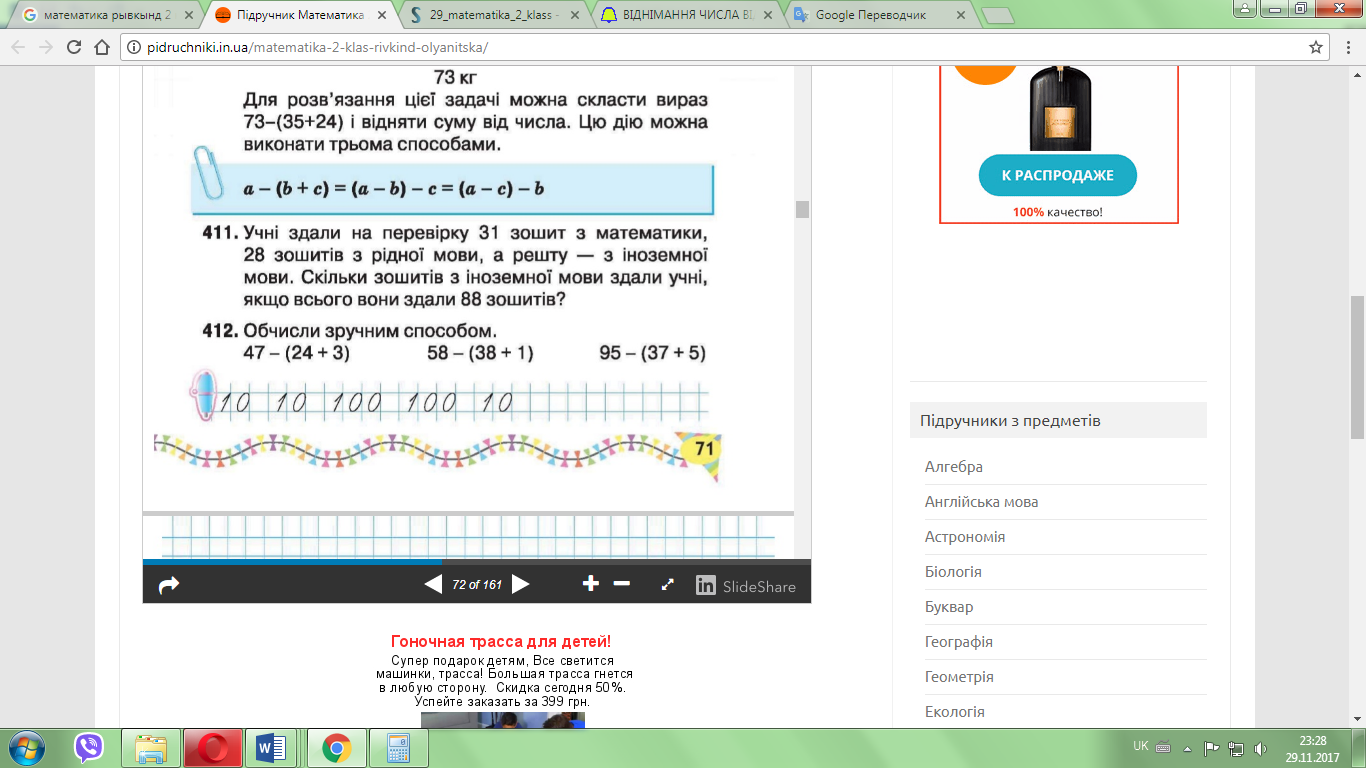 математика рывкынд 2
Підручник Математика
29_matematika_2_klass -
ВІДНІМАННЯ ЧИСЛА ВІД
Google Переводчик
pidruchniki.in.ua/matematika-2-klas-rivkind-olyanitska/
73 кг
Для розв'язання цієї задачі можна скласти вираз
73–(35+24) і відняти суму від числа. Цю дію можна
виконати трьома способами.
a – (b + c) = (a – b) – c = (a – c) – b
411. Учні здали на перевірку 31 зошит з математики,
28 зошитів з рідної мови, а решту — з іноземної
мови. Скільки зошитів з іноземної мови здали учні,
якщо всього вони здали 88 зошитів?
412. Обчисли зручним способом.
47 – (24 + 3) 58 – (38 + 1) 95 – (37 + 5)
10 10 100 100 10
71
72 of 161
in SlideShare
Гоночная трасса для детей!
Супер подарок детям, Все светится
машинки, трасса! Большая трасса гнется
в любую сторону. Скидка сегодня 50%.
Успейте заказать за 399 грн.
К РАСПРОДАЖЕ
100% качество!
Підручники з предметів
Алгебра
Англійська мова
Астрономія
Біологія
Буквар
Географія
Геометрія
Екологія
UK
23:28
29.11.2017